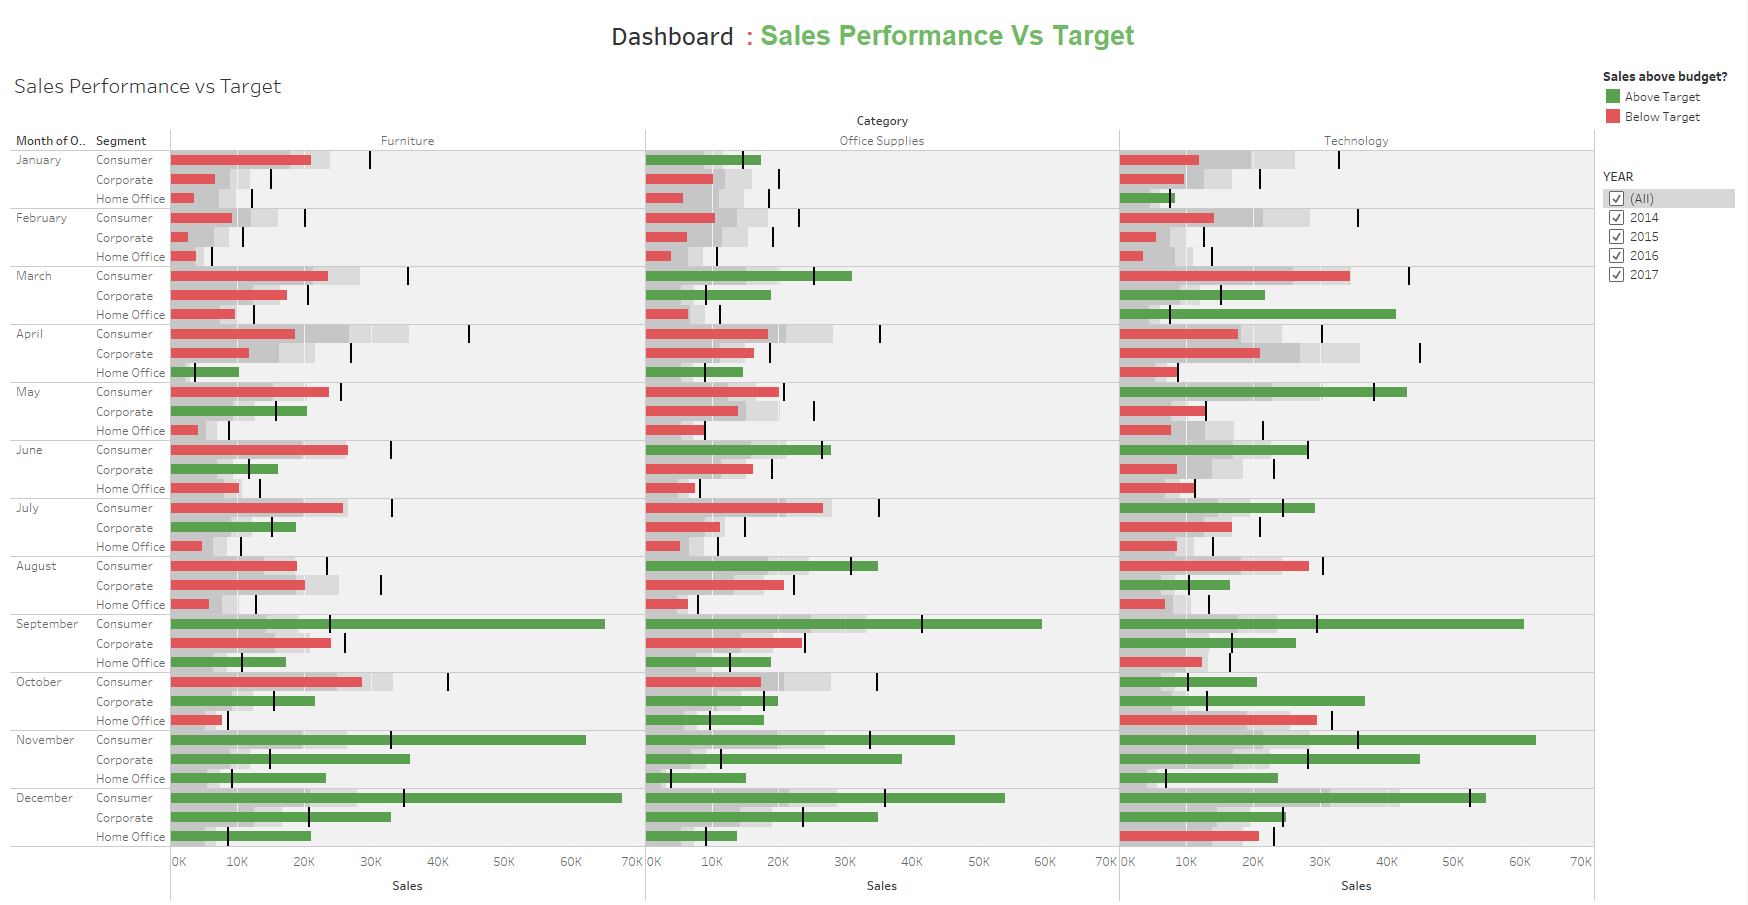 Dashboard : Sales Performance Vs Target
Sales Performance vs Target
Sales above budget?
Above Target
Below Target
YEAR
(All)
2014
2015
2016
2017
Category
Month of O.. Segment Furniture Office Supplies Technology
January Consumer
Corporate
Home Office
February Consumer
Corporate
Home Office
March Consumer
Corporate
Home Office
April Consumer
Corporate
Home Office
May Consumer
Corporate
Home Office
June Consumer
Corporate
Home Office
July Consumer
Corporate
Home Office
August Consumer
Corporate
Home Office
September Consumer
Corporate
Home Office
October Consumer
Corporate
Home Office
November Consumer
Corporate
Home Office
December Consumer
Corporate
Home Office
0K 10K 20K 30K 40K 50K 60K 70K 0K 10K 20K 30K 40K 50K 60K 70K 0K 10K 20K 30K 40K 50K 60K 70K
Sales Sales Sales